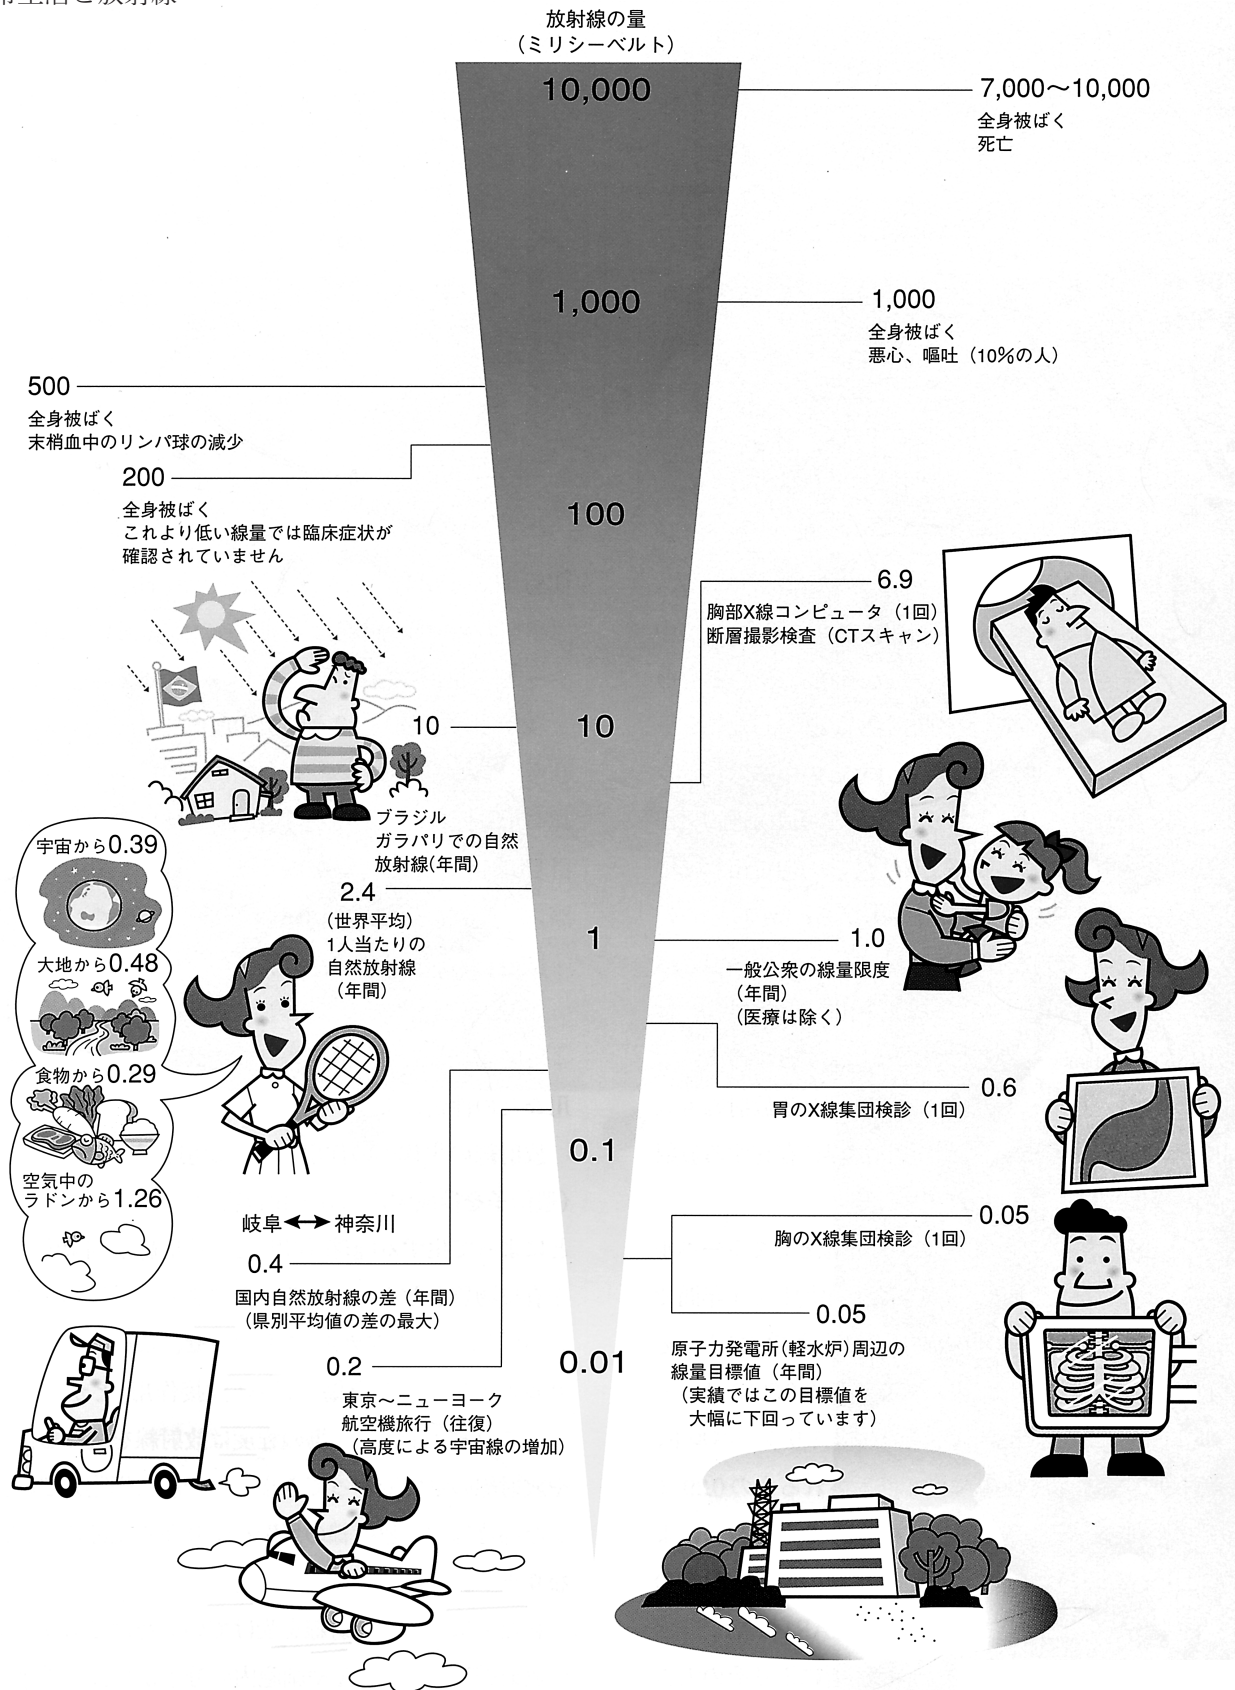 常生活と放射線
放射線の量
（ミリシーベルト）
10,000
1,000
100
10
1
0.1
0.01
7,000〜10,000
全身被ばく
死亡
1,000
全身被ばく
悪心、嘔吐（10%の人）
500
全身被ばく
末梢血中のリンパ球の減少
200
全身被ばく
これより低い線量では臨床症状が
確認されていません
6.9
胸部X線コンピュータ（1回）
断層撮影検査（CTスキャン）
10
ブラジル
ガラパリでの自然
放射線(年間)
2.4
(世界平均)
1人当たりの
自然放射線
（年間）
宇宙から0.39
大地から0.48
食物から0.29
空気中の
ラドンから1.26
1.0
一般公衆の線量限度
（年間）
（医療は除く）
0.6
胃のX線集団検診（1回）
岐阜⟷神奈川
0.4
国内自然放射線の差（年間）
（県別平均値の差の最大）
0.05
胸のX線集団検診（1回）
0.05
原子力発電所(軽水炉)周辺の
線量目標値（年間）
（実績ではこの目標値を
大幅に下回っています）
0.2
東京〜ニューヨーク
航空機旅行（往復）
（高度による宇宙線の増加）